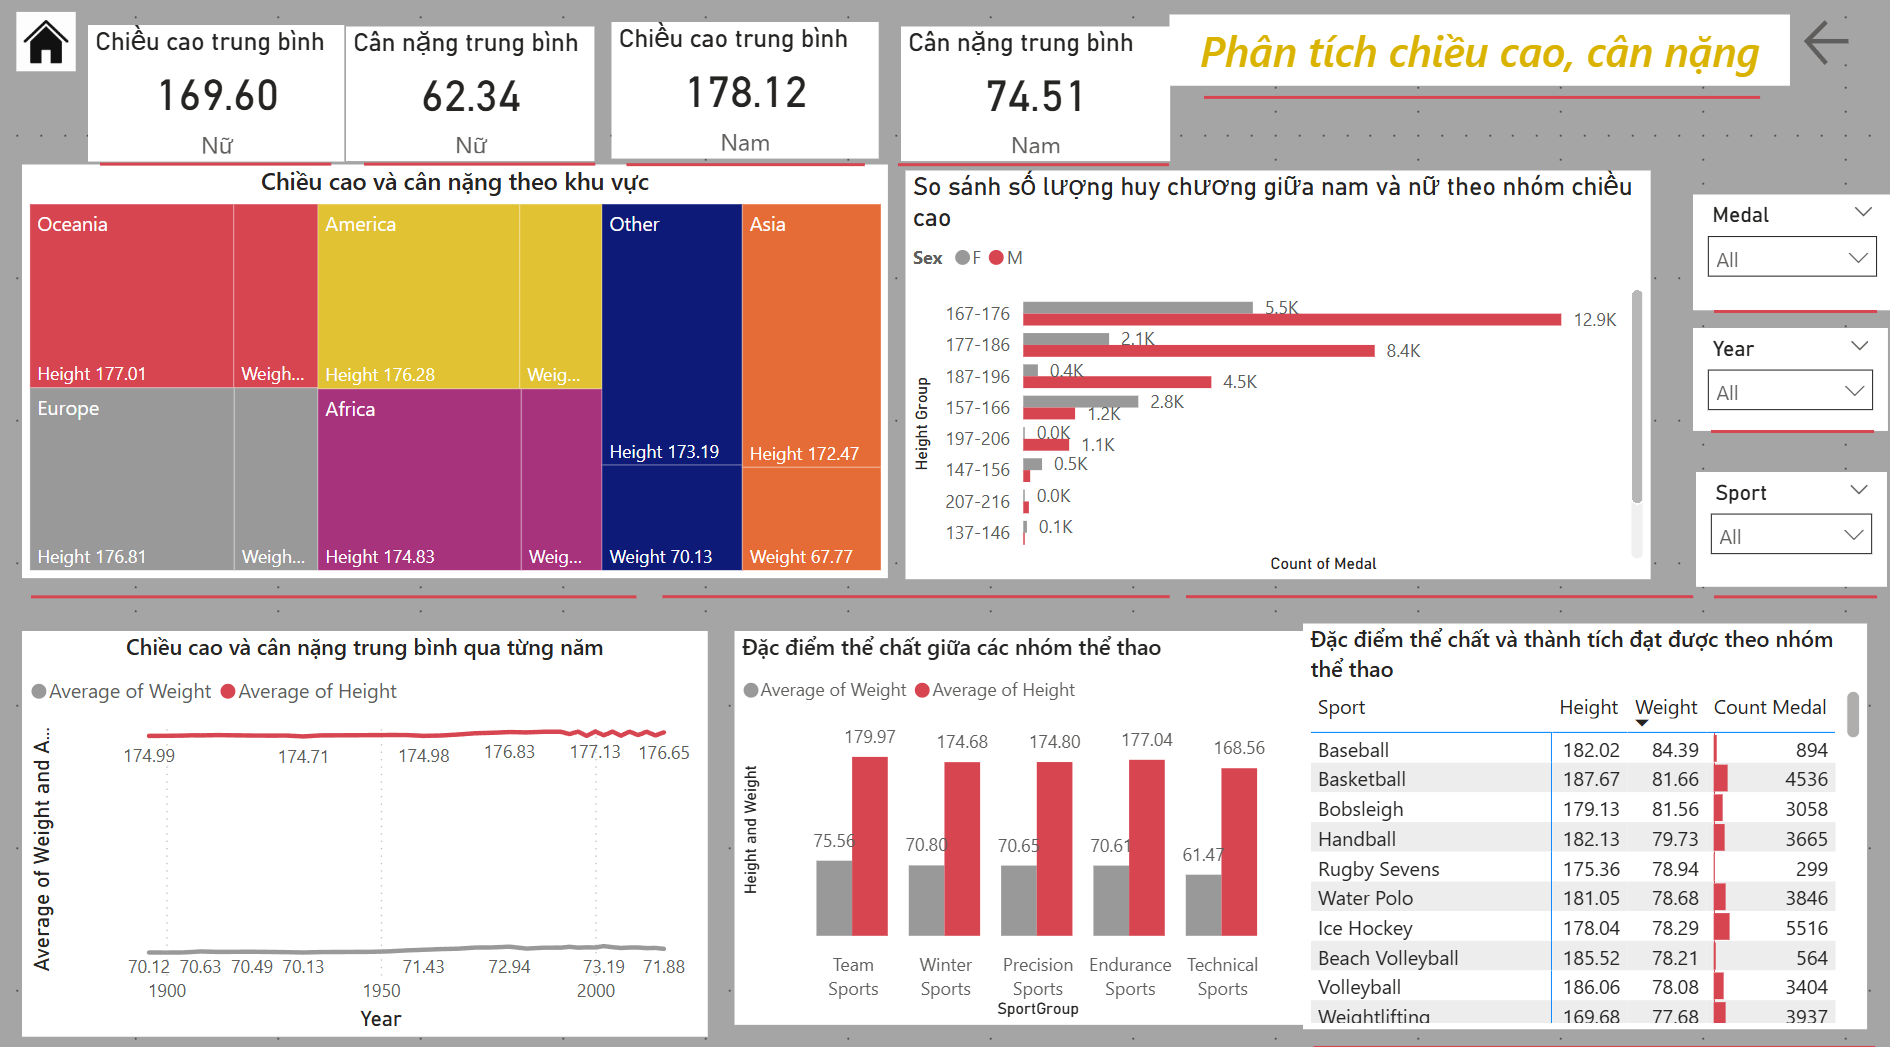 Chiều cao trung bình
169.60
Nữ
Cân nặng trung bình
62.34
Nữ
Chiều cao trung bình
178.12
Nam
Cân nặng trung bình
74.51
Nam
Phân tích chiều cao, cân nặng
Chiều cao và cân nặng theo khu vực
Oceania
Height 177.01
Weigh...
America
Height 176.28
Weig...
Other
Height 173.19
Weight 70.13
Asia
Height 172.47
Weight 67.77
Europe
Height 176.81
Weigh...
Africa
Height 174.83
Weig...
So sánh số lượng huy chương giữa nam và nữ theo nhóm chiều
cao
Sex F M
Height Group
167-176 5.5K 12.9K
177-186 2.1K 8.4K
187-196 0.4K 4.5K
157-166 2.8K 1.2K
197-206 0.0K 1.1K
147-156 0.5K
207-216 0.0K
137-146 0.1K
Count of Medal
Medal
All
Year
All
Sport
All
Chiều cao và cân nặng trung bình qua từng năm
Average of Weight Average of Height
Average of Weight and A...
174.99 174.71 174.98 176.83 177.13 176.65
70.12 70.63 70.49 70.13 71.43 72.94 73.19 71.88
1900 1950 2000
Year
Đặc điểm thể chất giữa các nhóm thể thao
Average of Weight Average of Height
Height and Weight
179.97 174.68 174.80 177.04 168.56
75.56 70.80 70.65 70.61 61.47
Team Winter Precision Endurance Technical
Sports Sports Sports Sports Sports
SportGroup
Đặc điểm thể chất và thành tích đạt được theo nhóm
thể thao
Sport Height Weight Count Medal
Baseball 182.02 84.39 894
Basketball 187.67 81.66 4536
Bobsleigh 179.13 81.56 3058
Handball 182.13 79.73 3665
Rugby Sevens 175.36 78.94 299
Water Polo 181.05 78.68 3846
Ice Hockey 178.04 78.29 5516
Beach Volleyball 185.52 78.21 564
Volleyball 186.06 78.08 3404
Weightlifting 169.68 77.68 3937